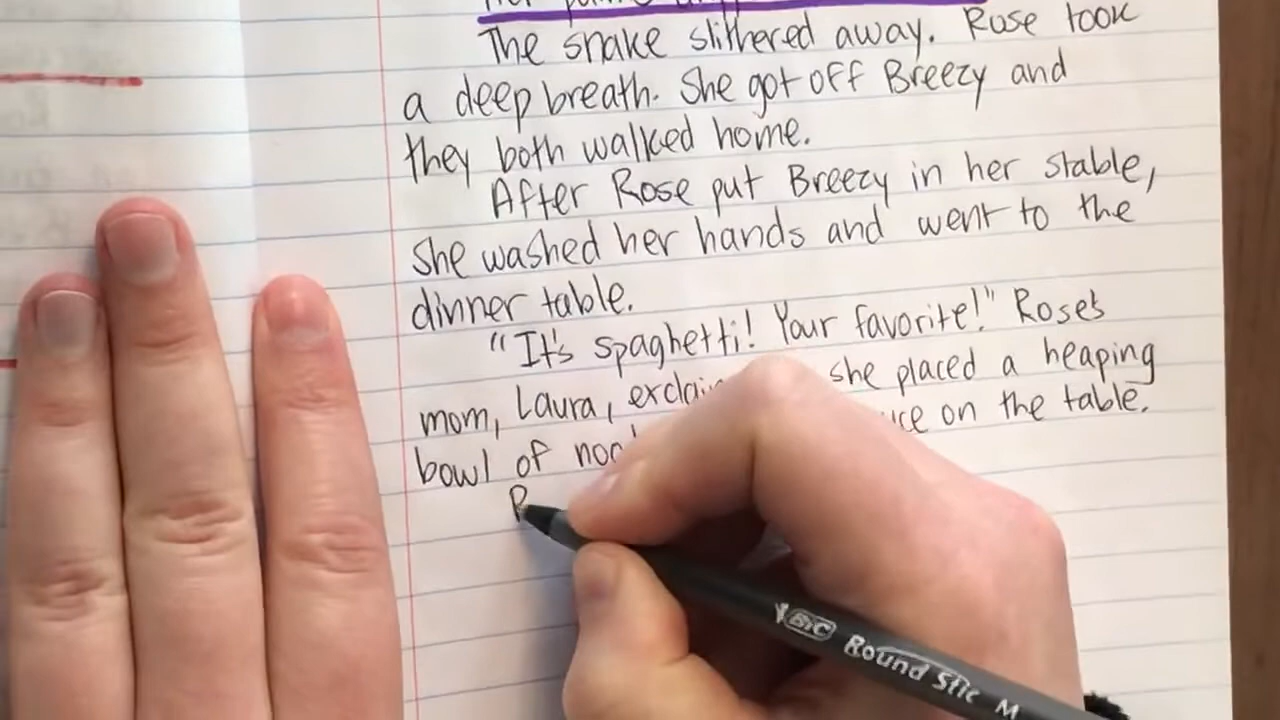 The snake slithered away. Rose took
a deep breath. She got off Breezy and
they both walked home.
After Rose put Breezy in her stable,
she washed her hands and went to the
dinner table.
"It's spaghetti! Your favorite!" Rose's
mom, Laura, she placed a heaping
bowl of on the table.
R
BIC Round Stic M